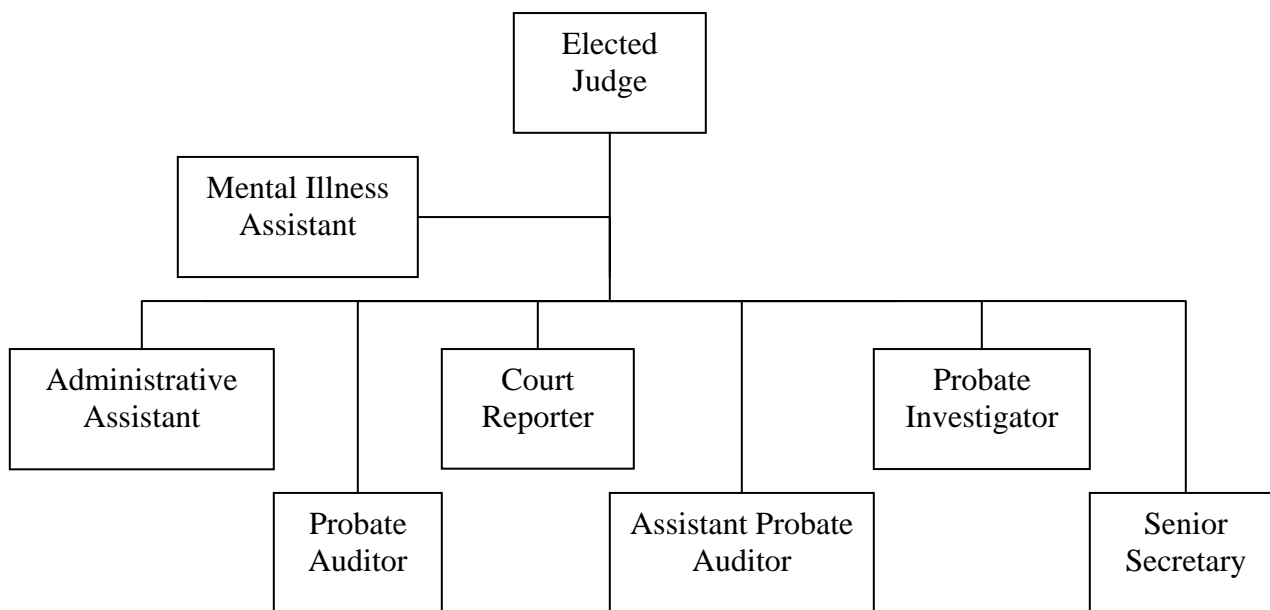 Elected
Judge
Mental Illness
Assistant
Administrative
Assistant
Court
Reporter
Probate
Investigator
Probate
Auditor
Assistant Probate
Auditor
Senior
Secretary